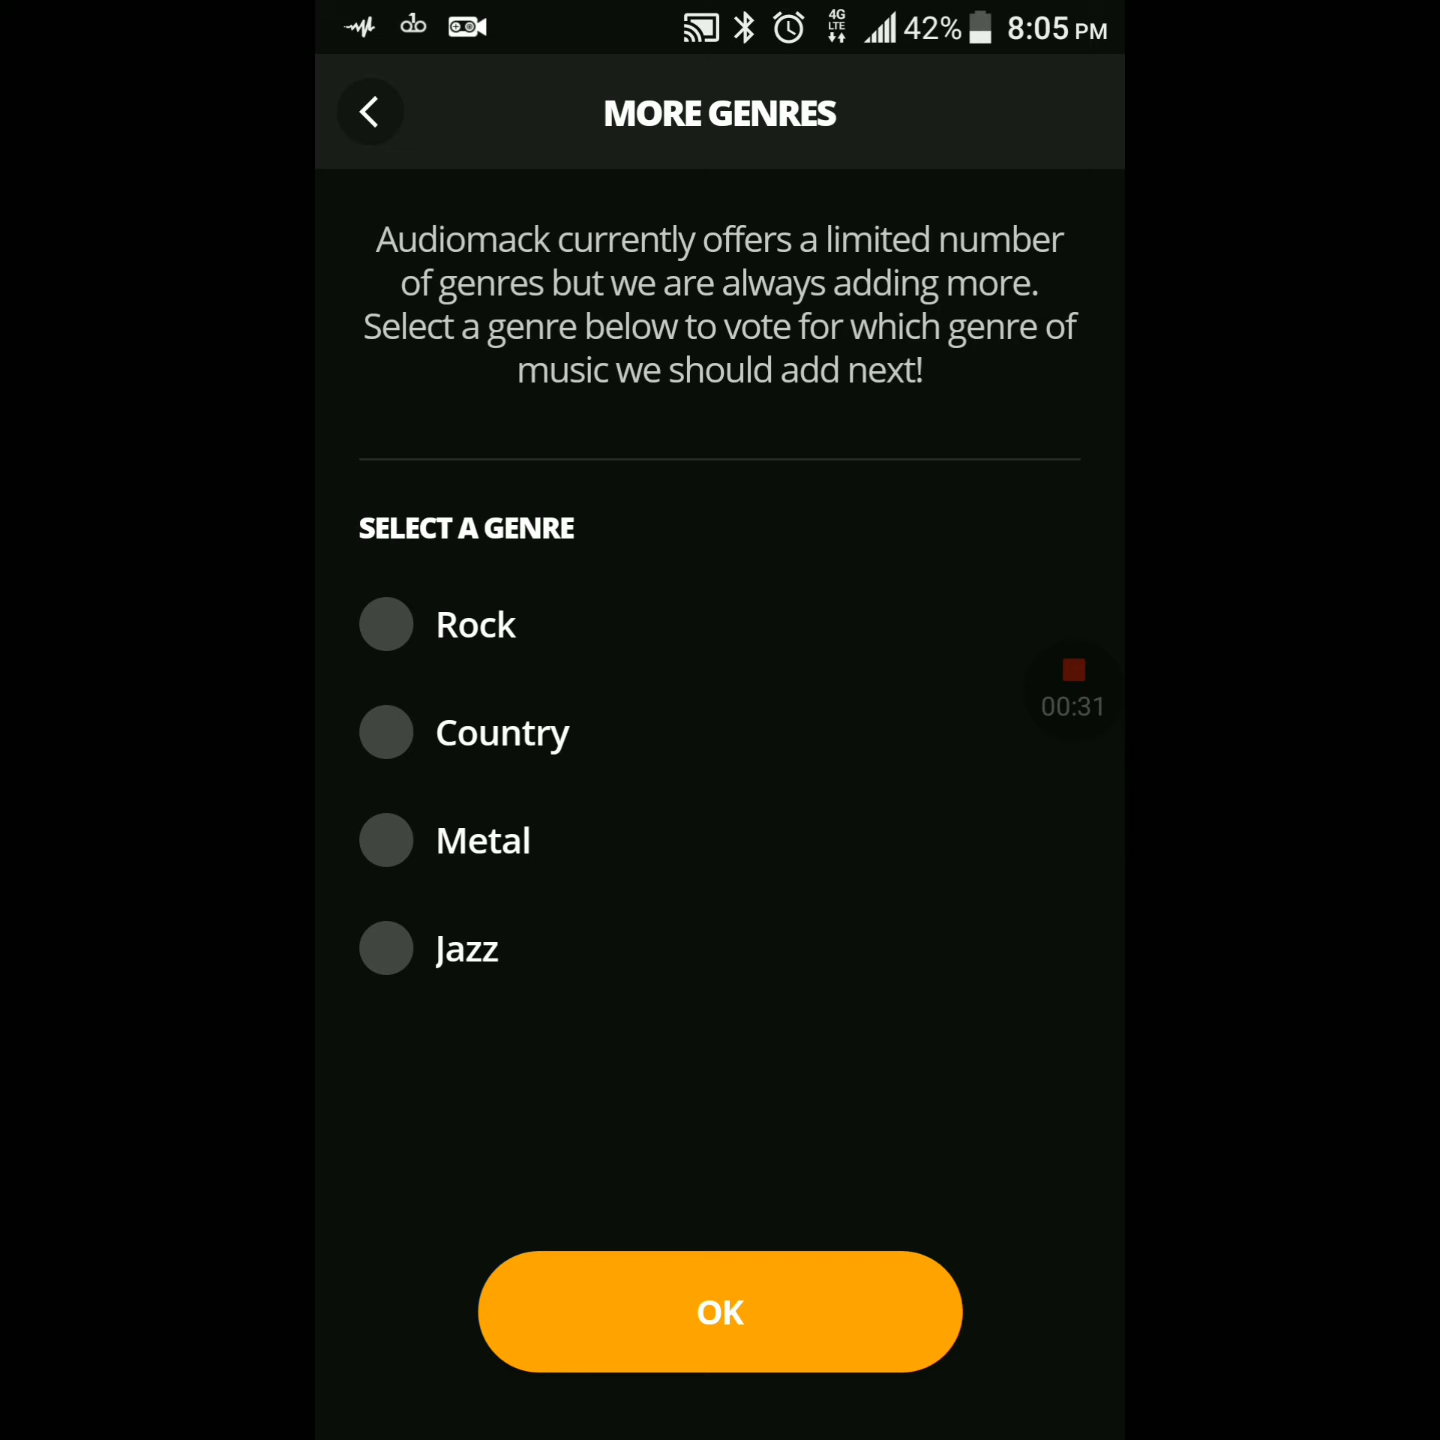 4G
LTE
42%
8:05 PM
MORE GENRES
Audiomack currently offers a limited number
of genres but we are always adding more.
Select a genre below to vote for which genre of
music we should add next!
SELECT A GENRE
Rock
Country
00:31
Metal
Jazz
OK